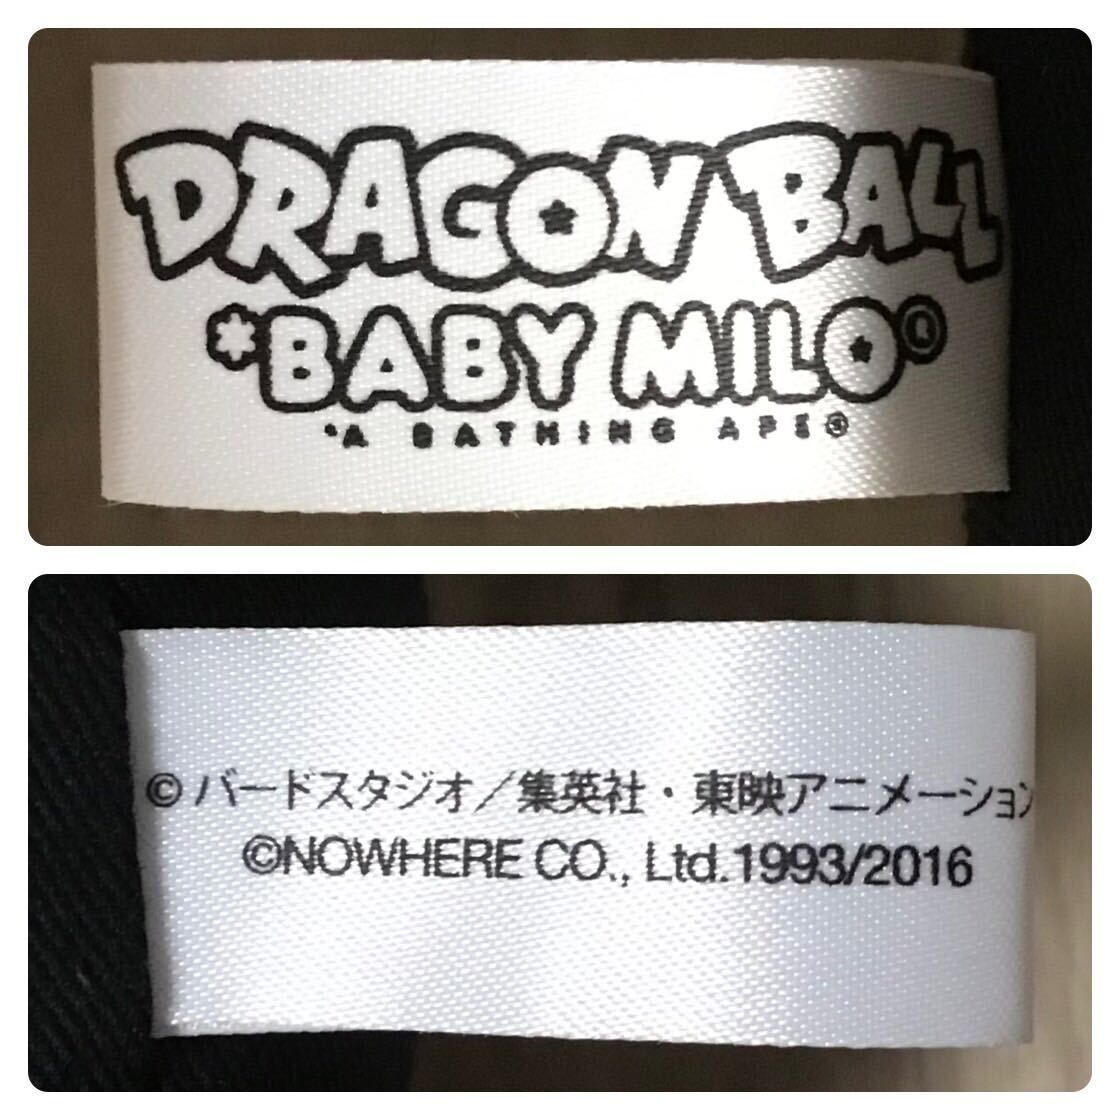 DRAGON BALL
*BABY MILO®
*A BATHING APE®
© バードスタジオ／集英社・東映アニメーション
©NOWHERE CO., Ltd.1993/2016